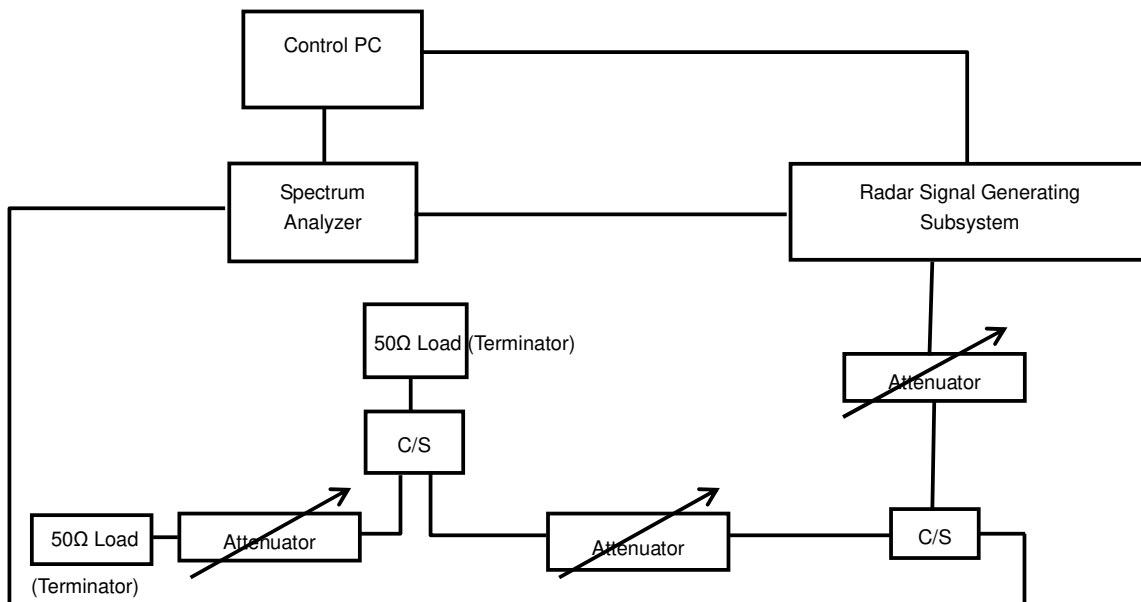 Control PC
Spectrum
Analyzer
Radar Signal Generating
Subsystem
50Ω Load (Terminator)
Attenuator
C/S
50Ω Load
(Terminator)
Attenuator
Attenuator
C/S